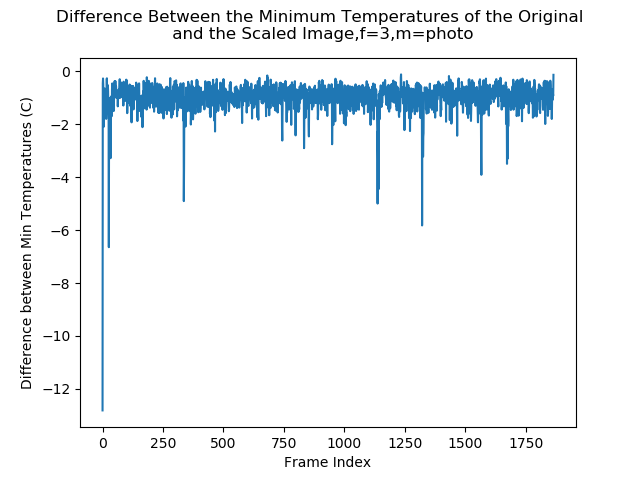 Difference Between the Minimum Temperatures of the Original
and the Scaled Image,f=3,m=photo
0
−2
−4
−6
−8
−10
−12
Difference between Min Temperatures (C)
0 250 500 750 1000 1250 1500 1750
Frame Index